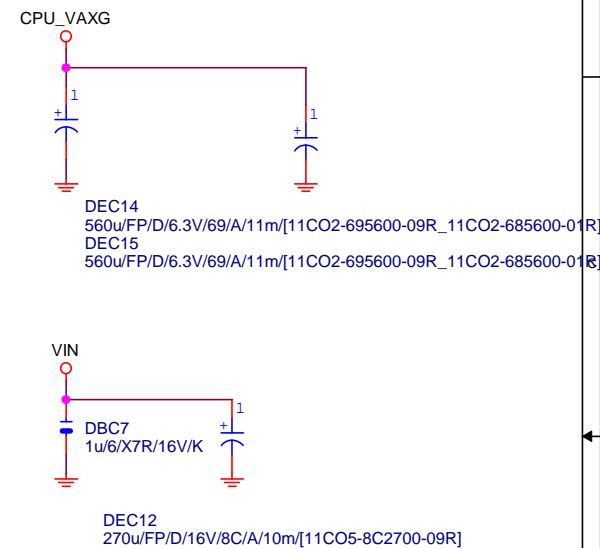 CPU_VAXG
1
+
1
+
DEC14
560u/FP/D/6.3V/69/A/11m/[11CO2-695600-09R_11CO2-685600-01R]
DEC15
560u/FP/D/6.3V/69/A/11m/[11CO2-695600-09R_11CO2-685600-01R]
C
VIN
1
+
DBC7
1u/6/X7R/16V/K
DEC12
270u/FP/D/16V/8C/A/10m/[11CO5-8C2700-09R]